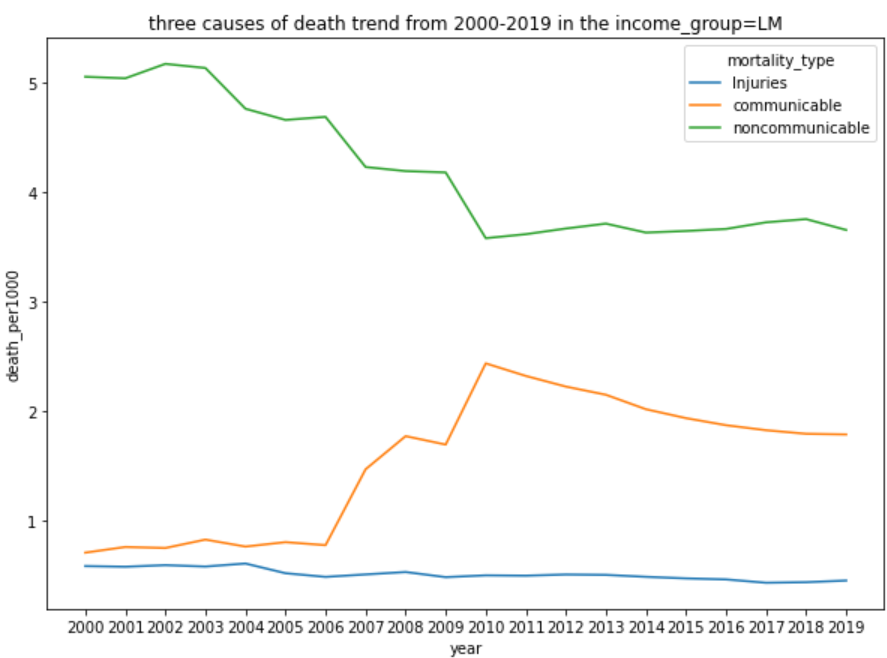 three causes of death trend from 2000-2019 in the income_group=LM
mortality_type
Injuries
communicable
noncommunicable
death_per1000
5
4
3
2
1
2000 2001 2002 2003 2004 2005 2006 2007 2008 2009 2010 2011 2012 2013 2014 2015 2016 2017 2018 2019
year